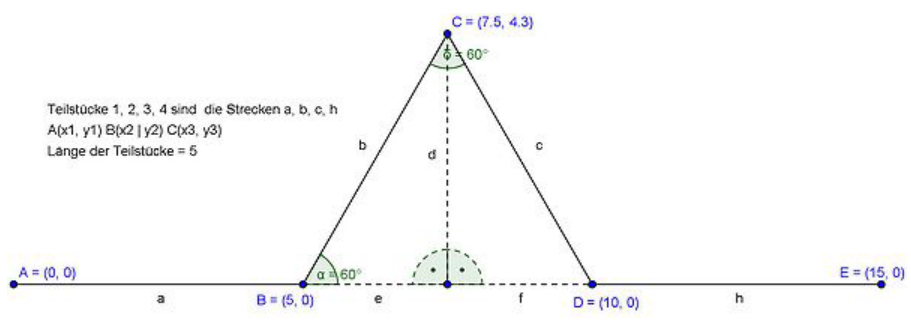 C = (7.5, 4.3)
δ = 60°
Teilstücke 1, 2, 3, 4 sind die Strecken a, b, c, h
A(x1, y1) B(x2 | y2) C(x3, y3)
Länge der Teilstücke = 5
b
d
c
A = (0, 0)
α = 60°
E = (15, 0)
a
B = (5, 0)
e
f
D = (10, 0)
h